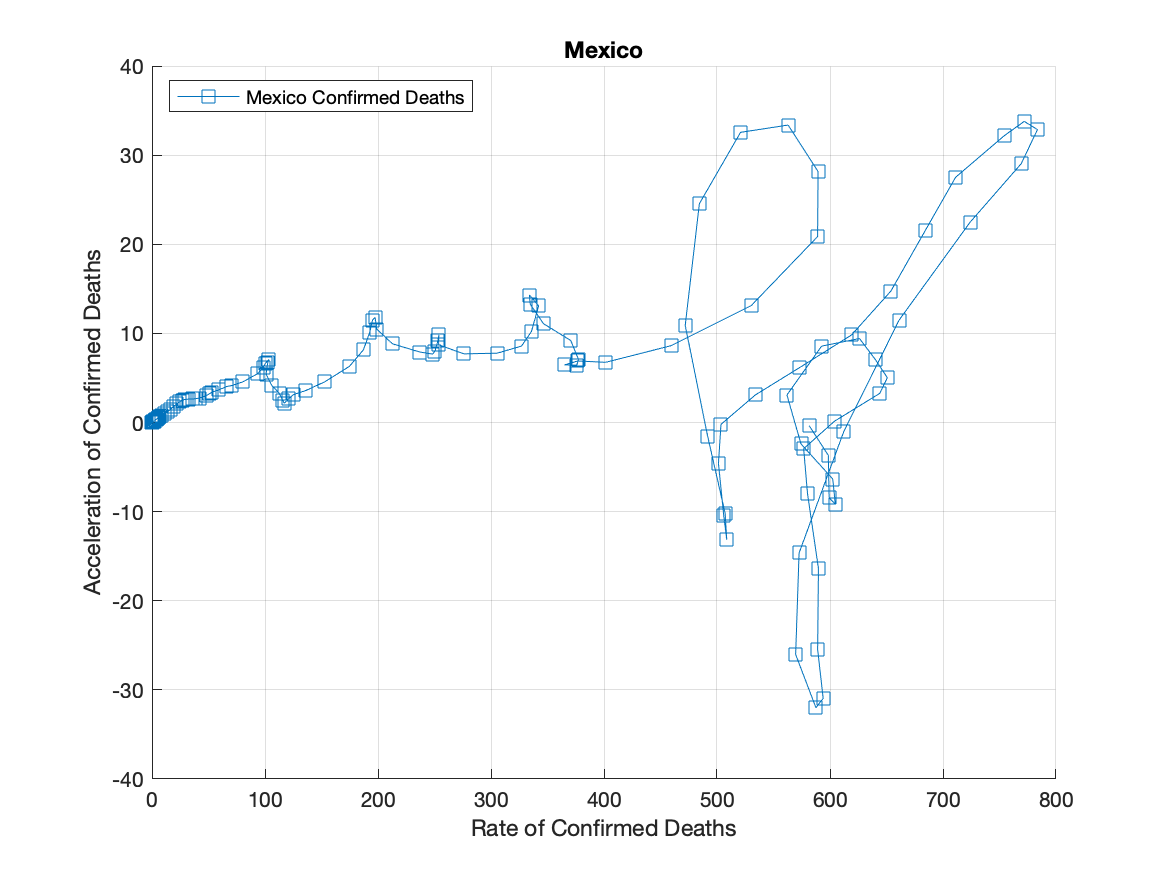 Mexico
Mexico Confirmed Deaths
Acceleration of Confirmed Deaths
40
30
20
10
0
-10
-20
-30
-40
0 100 200 300 400 500 600 700 800
Rate of Confirmed Deaths